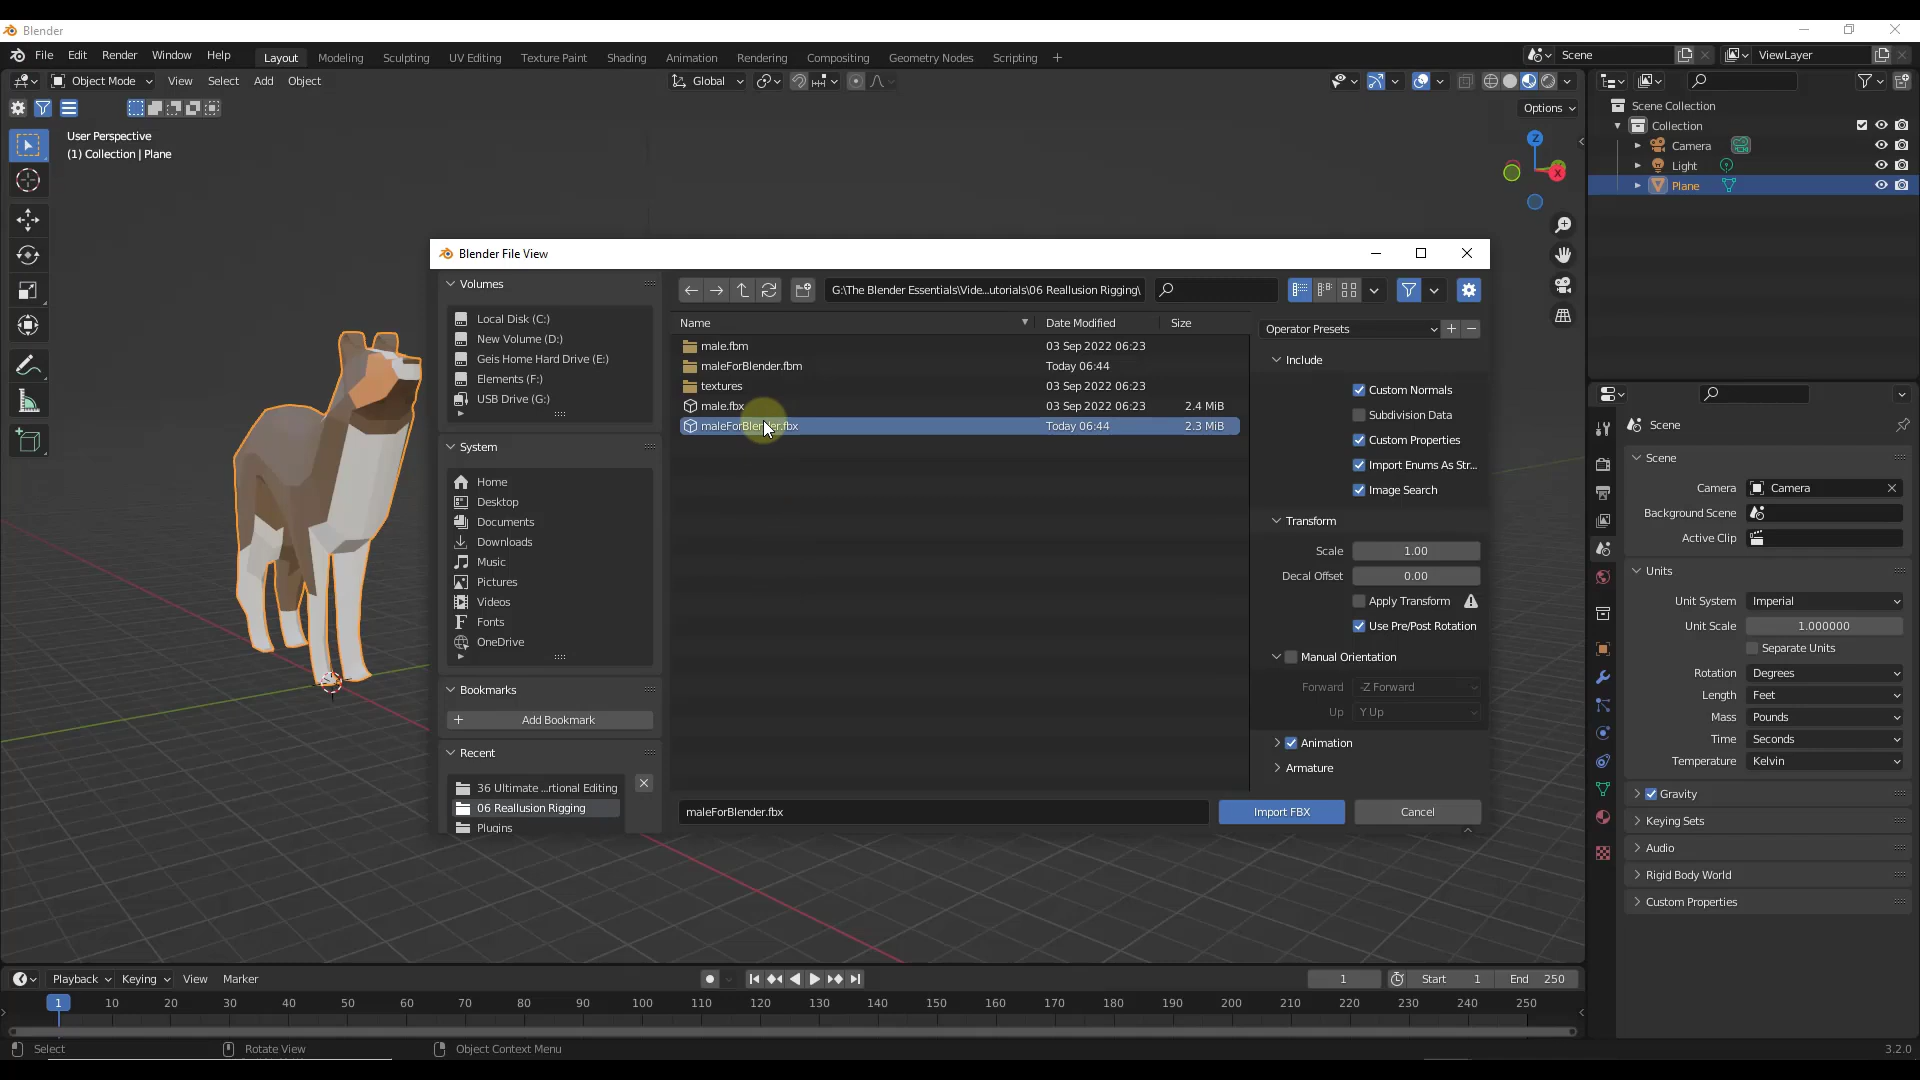 Blender
File Edit Render Window Help Layout Modeling Sculpting UV Editing Texture Paint Shading Animation Rendering Compositing Geometry Nodes Scripting + Scene ViewLayer
Object Mode View Select Add Object Global
Options
User Perspective
(1) Collection | Plane
Z
X
Scene Collection
Collection
Camera
Light
Plane
Blender File View
Volumes
Local Disk (C:)
New Volume (D:)
Geis Home Hard Drive (E:)
Elements (F:)
USB Drive (G:)
System
Home
Desktop
Documents
Downloads
Music
Pictures
Videos
Fonts
OneDrive
Bookmarks
+ Add Bookmark
Recent
36 Ultimate ...rtional Editing
06 Reallusion Rigging
Plugins
G:\The Blender Essentials\Vide...utorials\06 Reallusion Rigging\
Name Date Modified Size
male.fbm 03 Sep 2022 06:23
maleForBlender.fbm Today 06:44
textures 03 Sep 2022 06:23
male.fbx 03 Sep 2022 06:23 2.4 MiB
maleForBlender.fbx Today 06:44 2.3 MiB
maleForBlender.fbx
Import FBX Cancel
Operator Presets
Include
Custom Normals
Subdivision Data
Custom Properties
Import Enums As Str...
Image Search
Transform
Scale 1.00
Decal Offset 0.00
Apply Transform
Use Pre/Post Rotation
Manual Orientation
Forward -Z Forward
Up Y Up
Animation
Armature
Scene
Scene
Camera Camera
Background Scene
Active Clip
Units
Unit System Imperial
Unit Scale 1.000000
Separate Units
Rotation Degrees
Length Feet
Mass Pounds
Time Seconds
Temperature Kelvin
Gravity
Keying Sets
Audio
Rigid Body World
Custom Properties
Playback Keying View Marker 1 Start 1 End 250
1 10 20 30 40 50 60 70 80 90 100 110 120 130 140 150 160 170 180 190 200 210 220 230 240 250
Select Rotate View Object Context Menu 3.2.0